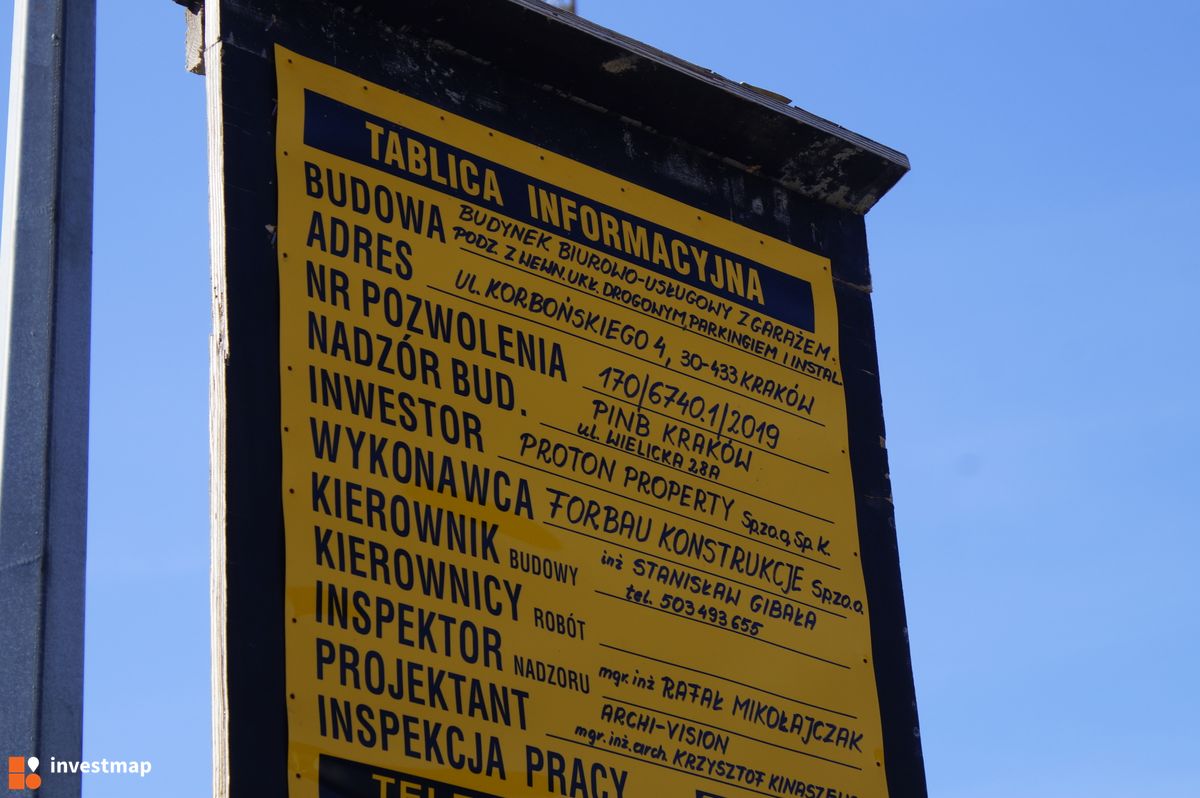 TABLICA INFORMACYJNA
BUDOWA BUDYNEK BIUROWO-USŁUGOWY Z GARAŻEM.
PODZ. Z WEWN. UKŁ. DROGOWYM, PARKINGIEM I INSTAL.
ADRES UL. KORBOŃSKIEGO 4, 30-433 KRAKÓW
NR POZWOLENIA 170/6740.1/2019
NADZÓR BUD. PINB KRAKÓW
ul. WIELICKA 28A
INWESTOR PROTON PROPERTY Sp. z o.o, Sp. K.
WYKONAWCA FORBAU KONSTRUKCJE Sp. z o.o.
KIEROWNIK BUDOWY inż STANISŁAW GIBAŁA
tel. 503 493 655
KIEROWNICY ROBÓT
INSPEKTOR NADZORU mgr. inż RAFAŁ MIKOŁAJCZAK
PROJEKTANT ARCHI-VISION
mgr. inż. arch. KRZYSZTOF
INSPEKCJA PRACY
investmap